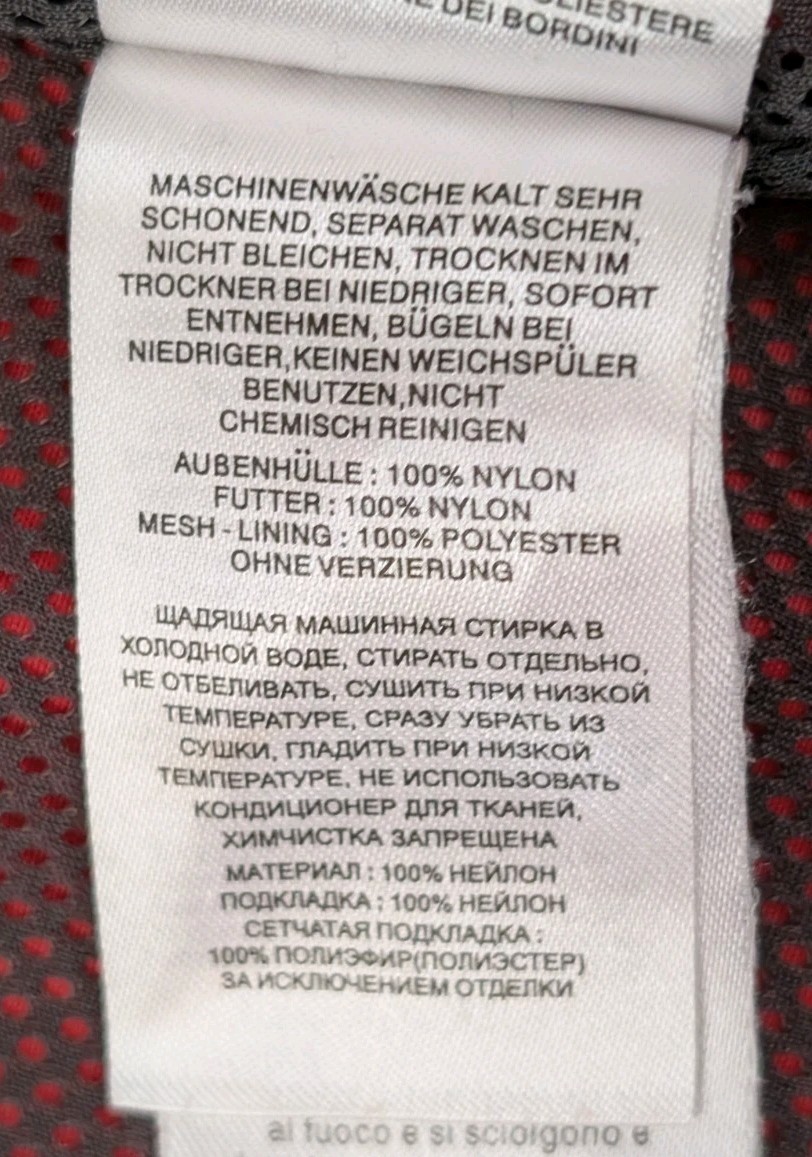 DEI BORDINI
MASCHINENWÄSCHE KALT SEHR
SCHONEND, SEPARAT WASCHEN,
NICHT BLEICHEN, TROCKNEN IM
TROCKNER BEI NIEDRIGER, SOFORT
ENTNEHMEN, BÜGELN BEI
NIEDRIGER,KEINEN WEICHSPÜLER
BENUTZEN,NICHT
CHEMISCH REINIGEN
AUBENHÜLLE : 100% NYLON
FUTTER : 100% NYLON
MESH - LINING : 100% POLYESTER
OHNE VERZIERUNG
ЩАДЯЩАЯ МАШИННАЯ СТИРКА В
ХОЛОДНОЙ ВОДЕ, СТИРАТЬ ОТДЕЛЬНО,
НЕ ОТБЕЛИВАТЬ, СУШИТЬ ПРИ НИЗКОЙ
ТЕМПЕРАТУРЕ, СРАЗУ УБРАТЬ ИЗ
СУШКИ, ГЛАДИТЬ ПРИ НИЗКОЙ
ТЕМПЕРАТУРЕ, НЕ ИСПОЛЬЗОВАТЬ
КОНДИЦИОНЕР ДЛЯ ТКАНЕЙ,
ХИМЧИСТКА ЗАПРЕЩЕНА
МАТЕРИАЛ : 100% НЕЙЛОН
ПОДКЛАДКА : 100% НЕЙЛОН
СЕТЧАТАЯ ПОДКЛАДКА :
100% ПОЛИЭФИР(ПОЛИЭСТЕР)
ЗА ИСКЛЮЧЕНИЕМ ОТДЕЛКИ
al fuoco e si sciolgono e